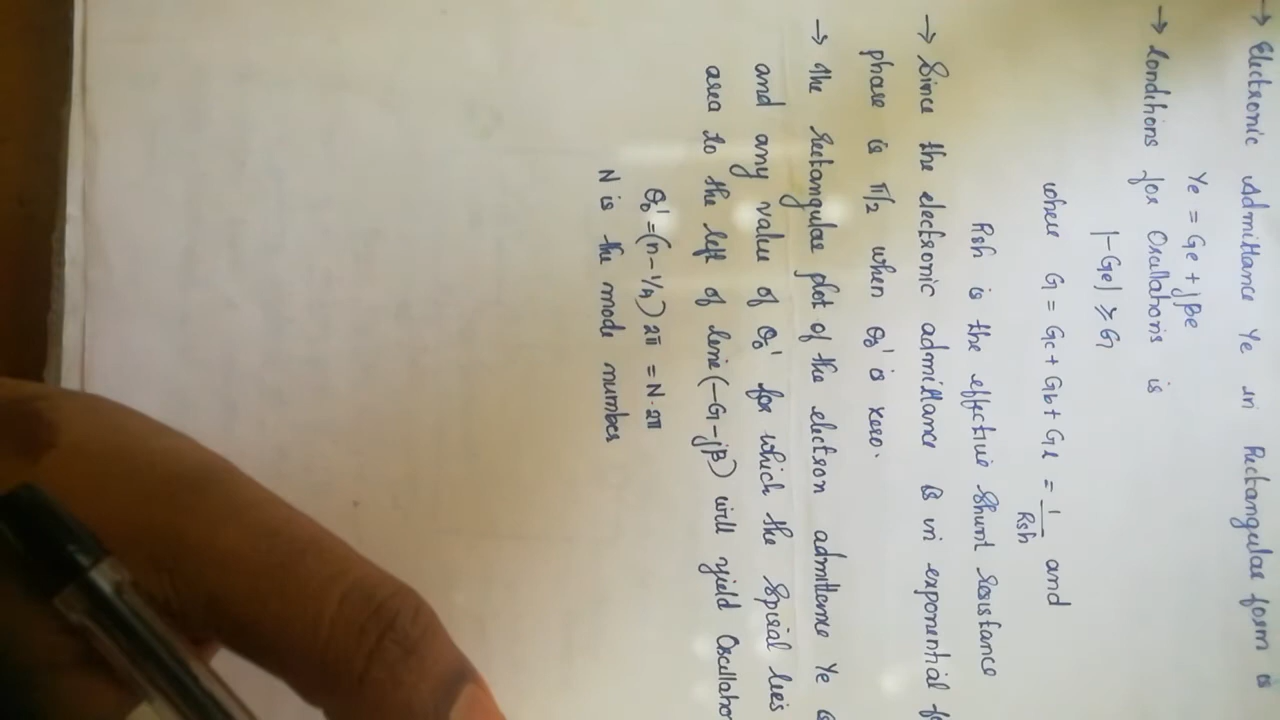 → Electronic Admittance Ye in Rectangular form is
Ye = Ge + jBe
→ Conditions for Oscillations is
|-Ge| ≥ G
where G = Gc + Gb + Gl = 1/Rsh and
Rsh is the effective Shunt resistance
→ Since the electronic admittance is in exponential fo
phase is π/2 when θ₀' is xero.
→ the rectangular plot of the electron admittance Ye is
and any value of θ₀' for which the Spiral lies
area to the left of line (-G-jB) will yield Oscillation
θ₀' = (n-1/4) 2π = N·2π
N is the mode number